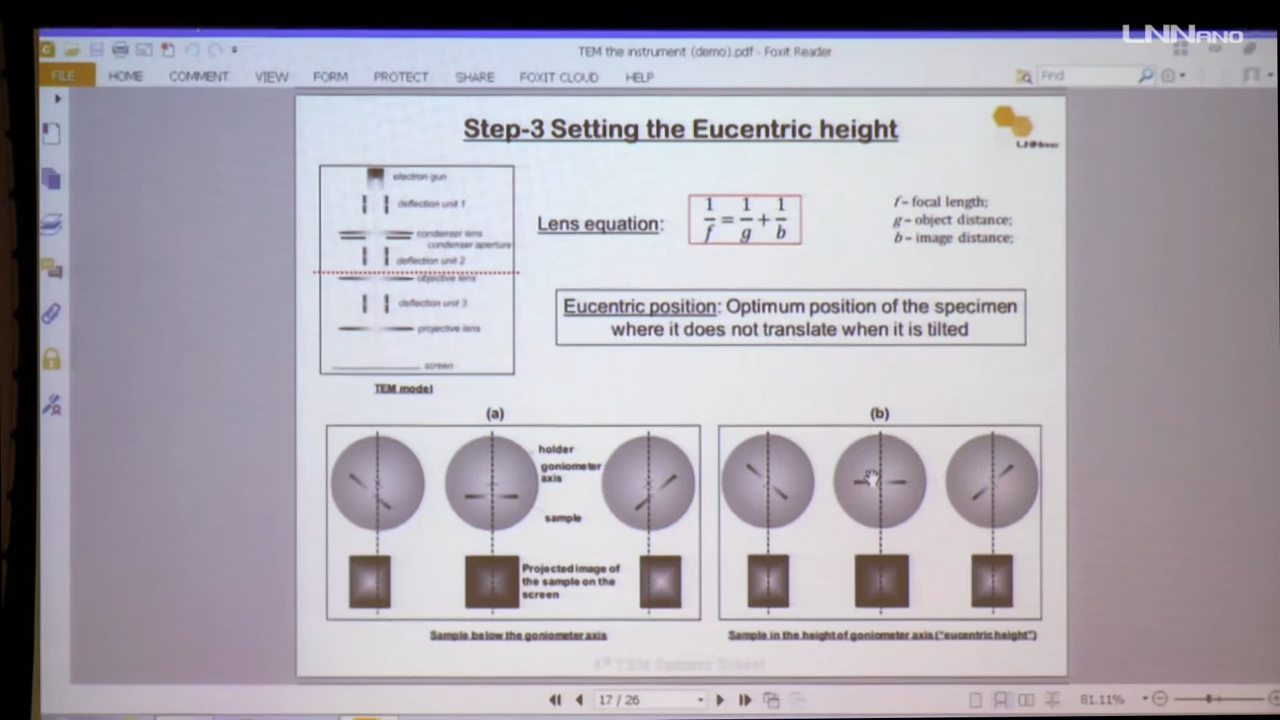 LNNANO
TEM the instrument (demo).pdf - Foxit Reader
FILE HOME COMMENT VIEW FORM PROTECT SHARE FOXIT CLOUD HELP
Find
Step-3 Setting the Eucentric height
LNNano
electron gun
deflection unit 1
condenser lens
condenser aperture
deflection unit 2
objective lens
deflection unit 3
projective lens
screen
TEM model
Lens equation:
1/f = 1/g + 1/b
f – focal length;
g – object distance;
b – image distance;
Eucentric position: Optimum position of the specimen
where it does not translate when it is tilted
(a)
holder
goniometer
axis
sample
Projected image of
the sample on the
screen
Sample below the goniometer axis
(b)
Sample in the height of goniometer axis ("eucentric height")
4th TEM Summer School
17 / 26
81.11%